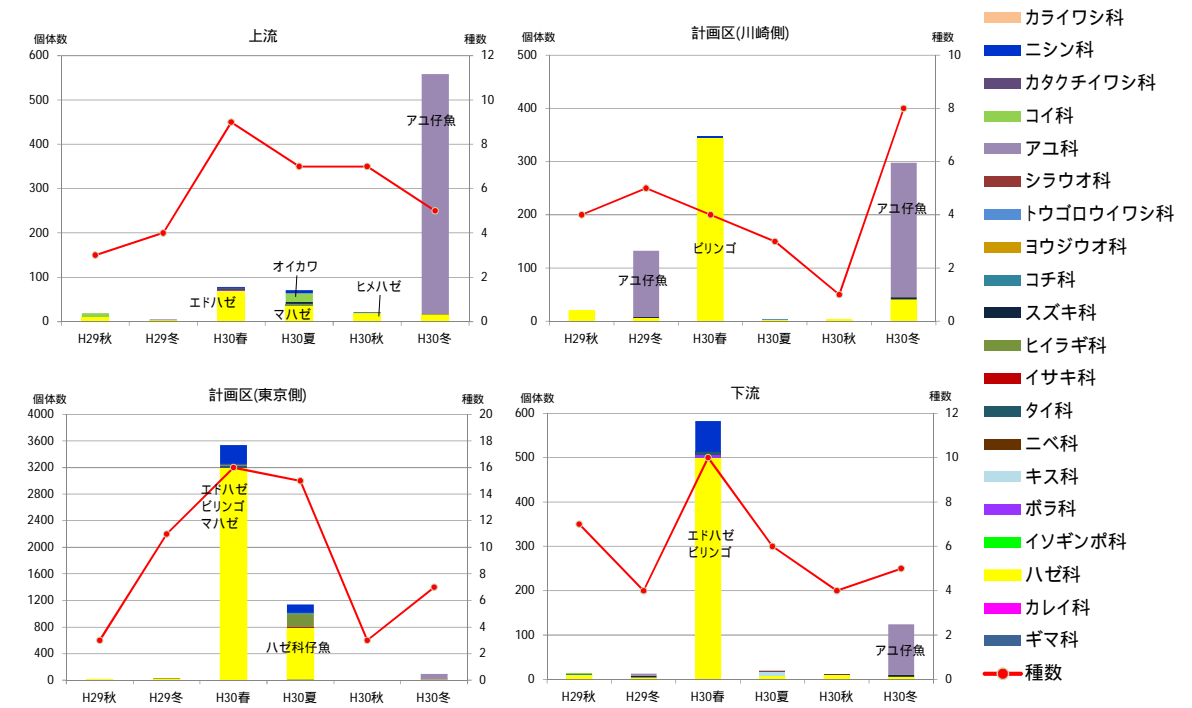 上流
個体数
種数
600
500
400
300
200
100
0
12
10
8
6
4
2
0
アユ仔魚
オイカワ
ヒメハゼ
エドハゼ
マハゼ
H29秋 H29冬 H30春 H30夏 H30秋 H30冬
計画区(川崎側)
個体数
種数
500
400
300
200
100
0
10
8
6
4
2
0
アユ仔魚
ビリンゴ
アユ仔魚
H29秋 H29冬 H30春 H30夏 H30秋 H30冬
計画区(東京側)
個体数
種数
4000
3600
3200
2800
2400
2000
1600
1200
800
400
0
20
18
16
14
12
10
8
6
4
2
0
エドハゼ
ビリンゴ
マハゼ
ハゼ科仔魚
H29秋 H29冬 H30春 H30夏 H30秋 H30冬
下流
個体数
種数
600
500
400
300
200
100
0
12
10
8
6
4
2
0
エドハゼ
ビリンゴ
アユ仔魚
H29秋 H29冬 H30春 H30夏 H30秋 H30冬
カライワシ科
ニシン科
カタクチイワシ科
コイ科
アユ科
シラウオ科
トウゴロウイワシ科
ヨウジウオ科
コチ科
スズキ科
ヒイラギ科
イサキ科
タイ科
ニベ科
キス科
ボラ科
イソギンポ科
ハゼ科
カレイ科
ギマ科
種数